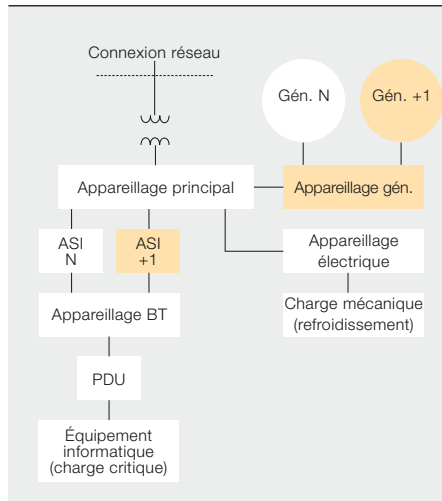 Connexion réseau
Gén. N
Gén. +1
Appareillage principal
Appareillage gén.
ASI
N
ASI
+1
Appareillage
électrique
Appareillage BT
Charge mécanique
(refroidissement)
PDU
Équipement
informatique
(charge critique)